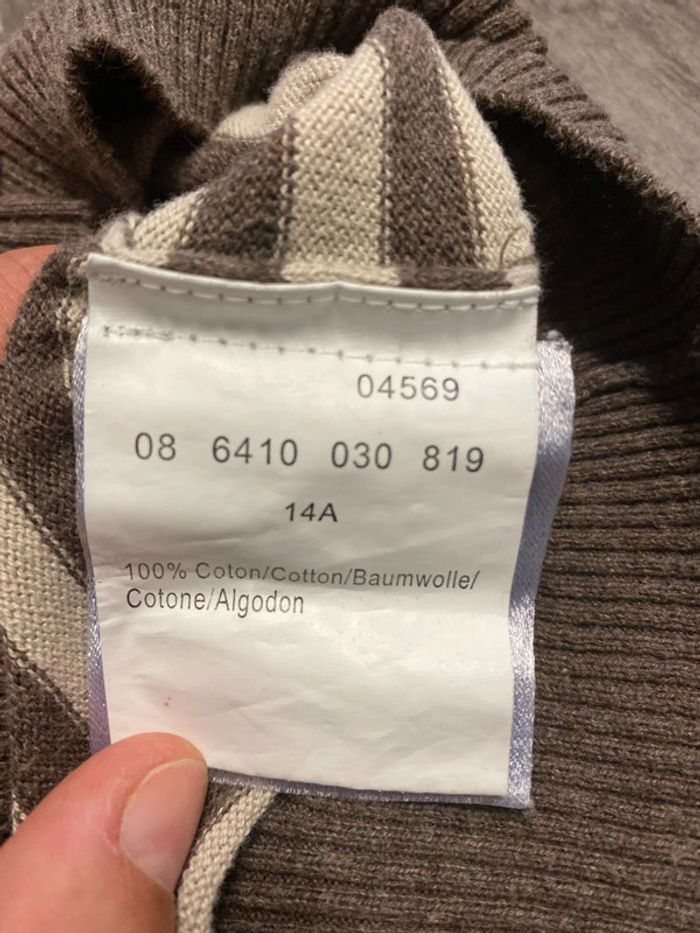 04569
08 6410 030 819
14A
100% Coton/Cotton/Baumwolle/
Cotone/Algodon